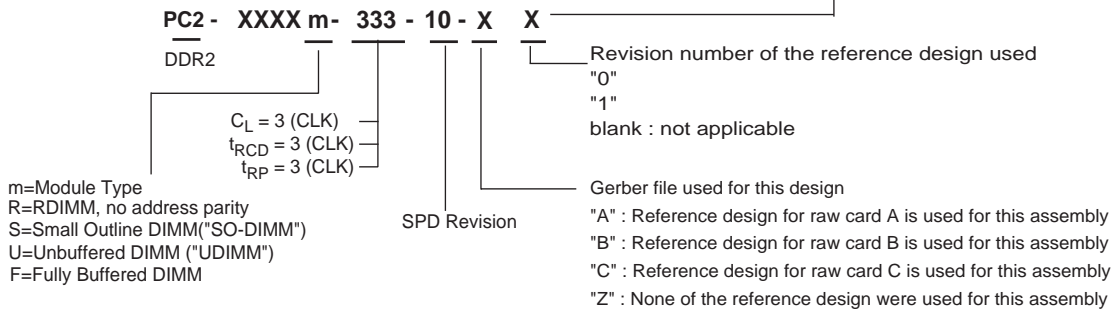 PC2 - XXXX m- 333 - 10 - X X
DDR2
Revision number of the reference design used
"0"
"1"
blank : not applicable
CL = 3 (CLK)
tRCD = 3 (CLK)
tRP = 3 (CLK)
m=Module Type
R=RDIMM, no address parity
S=Small Outline DIMM("SO-DIMM")
U=Unbuffered DIMM ("UDIMM")
F=Fully Buffered DIMM
SPD Revision
Gerber file used for this design
"A" : Reference design for raw card A is used for this assembly
"B" : Reference design for raw card B is used for this assembly
"C" : Reference design for raw card C is used for this assembly
"Z" : None of the reference design were used for this assembly